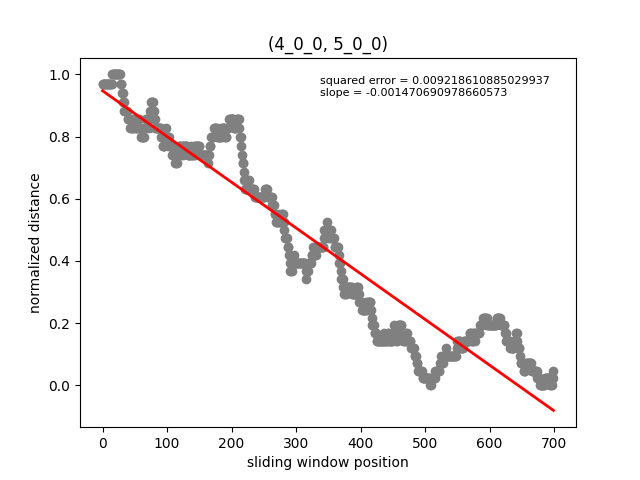 (4_0_0, 5_0_0)
squared error = 0.009218610885029937
slope = -0.001470690978660573
normalized distance
1.0
0.8
0.6
0.4
0.2
0.0
0 100 200 300 400 500 600 700
sliding window position